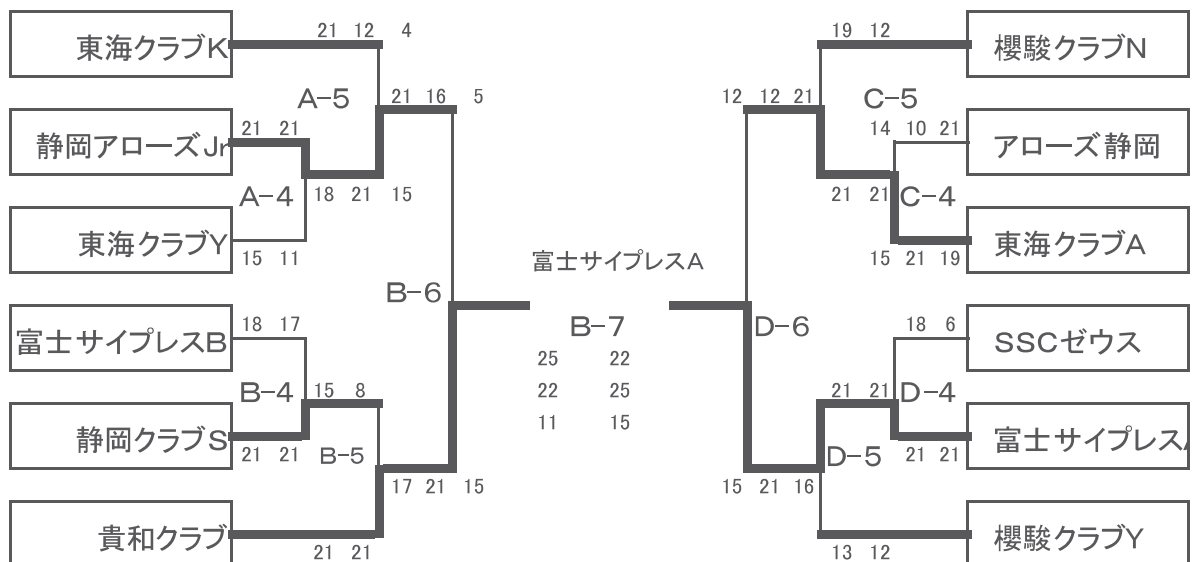 東海クラブK
21 12 4
A-5
静岡アローズJr
21 21
21 16 5
A-4
18 21 15
東海クラブY
15 11
B-6
富士サイプレスB
18 17
B-4
15 8
静岡クラブS
21 21
B-5
17 21 15
貴和クラブ
21 21
富士サイプレスA
B-7
25 22
22 25
11 15
19 12
櫻駿クラブN
12 12 21
C-5
14 10 21
アローズ静岡
21 21
C-4
15 21 19
東海クラブA
D-6
18 6
SSCゼウス
21 21
D-4
21 21
富士サイプレスA
D-5
15 21 16
13 12
櫻駿クラブY